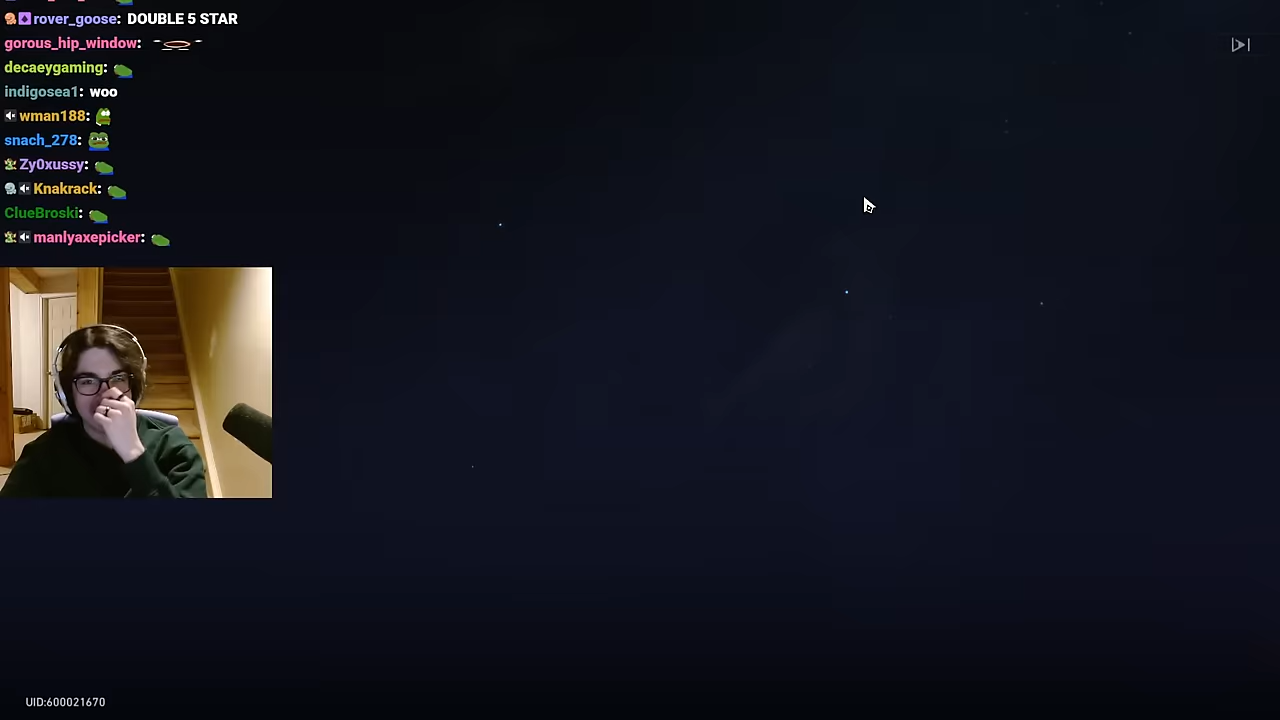 rover_goose: DOUBLE 5 STAR
gorous_hip_window:
decaeygaming:
indigosea1: woo
wman188:
snach_278:
Zy0xussy:
Knakrack:
ClueBroski:
manlyaxepicker:
UID:600021670